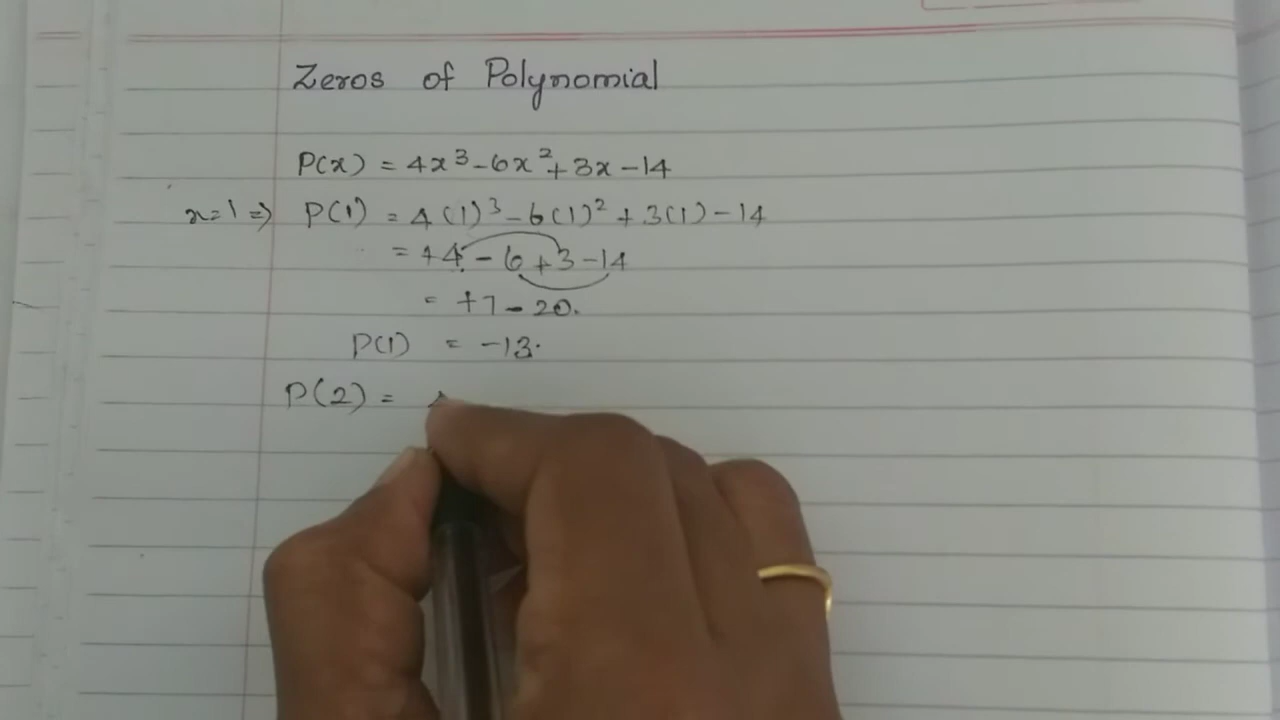 Zeros of Polynomial
P(x) = 4x³ - 6x² + 3x - 14
x=1 => P(1) = 4(1)³ - 6(1)² + 3(1) - 14
= +4 - 6 + 3 - 14
= +7 - 20.
P(1) = -13.
P(2) =